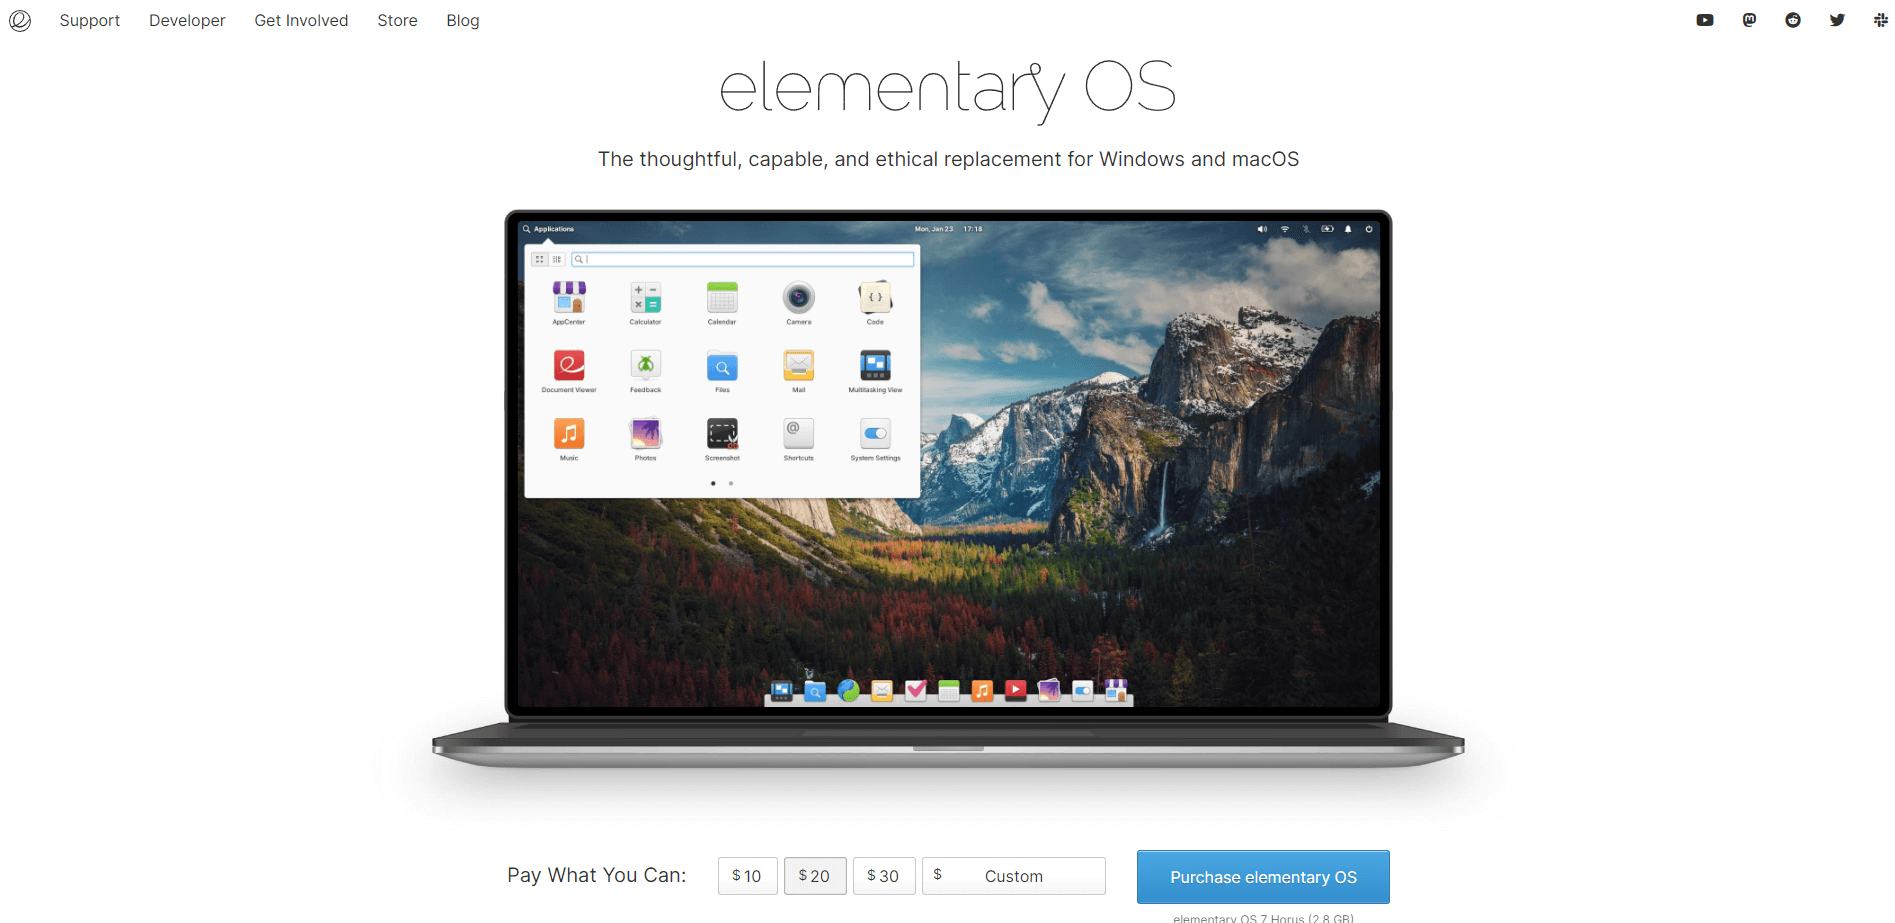 Support Developer Get Involved Store Blog
elementary OS
The thoughtful, capable, and ethical replacement for Windows and macOS
Applications Mon, Jan 23 17:18
AppCenter Calculator Calendar Camera Code
Document Viewer Feedback Files Mail Multitasking View
Music Photos Screenshot Shortcuts System Settings
Pay What You Can: $ 10 $ 20 $ 30 $ Custom Purchase elementary OS
elementary OS 7 Horus (2.8 GB)